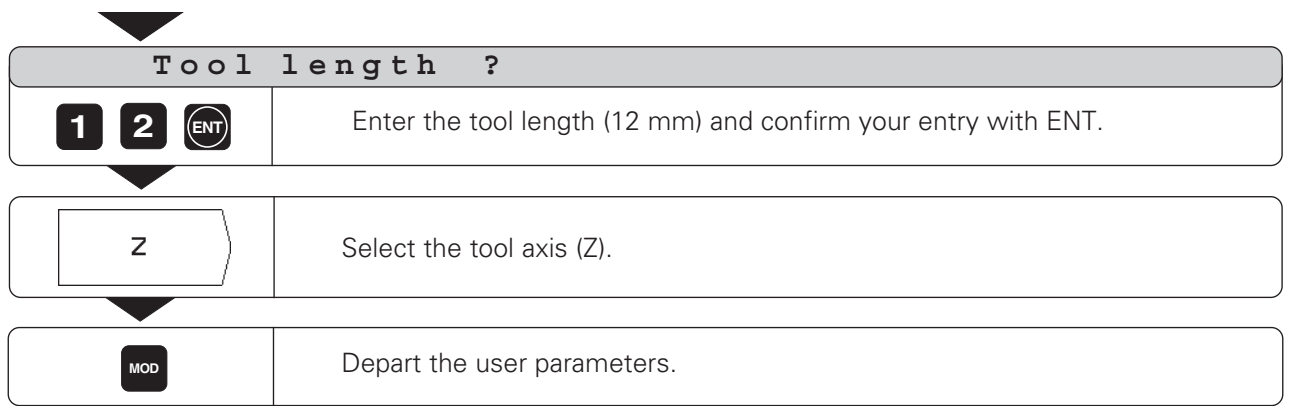 Tool length ?
1 2 ENT Enter the tool length (12 mm) and confirm your entry with ENT.
Z Select the tool axis (Z).
MOD Depart the user parameters.